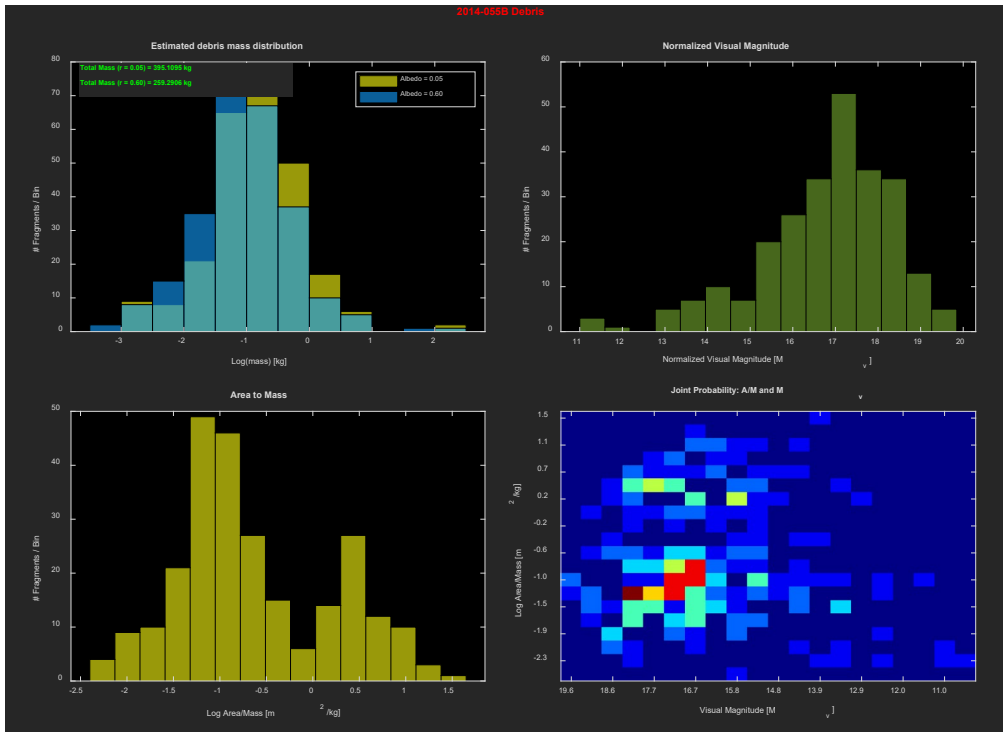 2014-055B Debris
Estimated debris mass distribution
80
70
60
50
40
30
20
10
0
# Fragments / Bin
Total Mass (r = 0.05) = 395.1095 kg
Total Mass (r = 0.60) = 259.2906 kg
Albedo = 0.05
Albedo = 0.60
-3 -2 -1 0 1 2
Log(mass) [kg]
Normalized Visual Magnitude
60
50
40
30
20
10
0
# Fragments / Bin
11 12 13 14 15 16 17 18 19 20
Normalized Visual Magnitude [M v ]
Area to Mass
50
40
30
20
10
0
# Fragments / Bin
-2.5 -2 -1.5 -1 -0.5 0 0.5 1 1.5
Log Area/Mass [m 2 /kg]
Joint Probability: A/M and M v
1.5
1.1
0.7
0.2
-0.2
-0.6
-1.0
-1.5
-1.9
-2.3
Log Area/Mass [m 2 /kg]
19.6 18.6 17.7 16.7 15.8 14.8 13.9 12.9 12.0 11.0
Visual Magnitude [M v ]